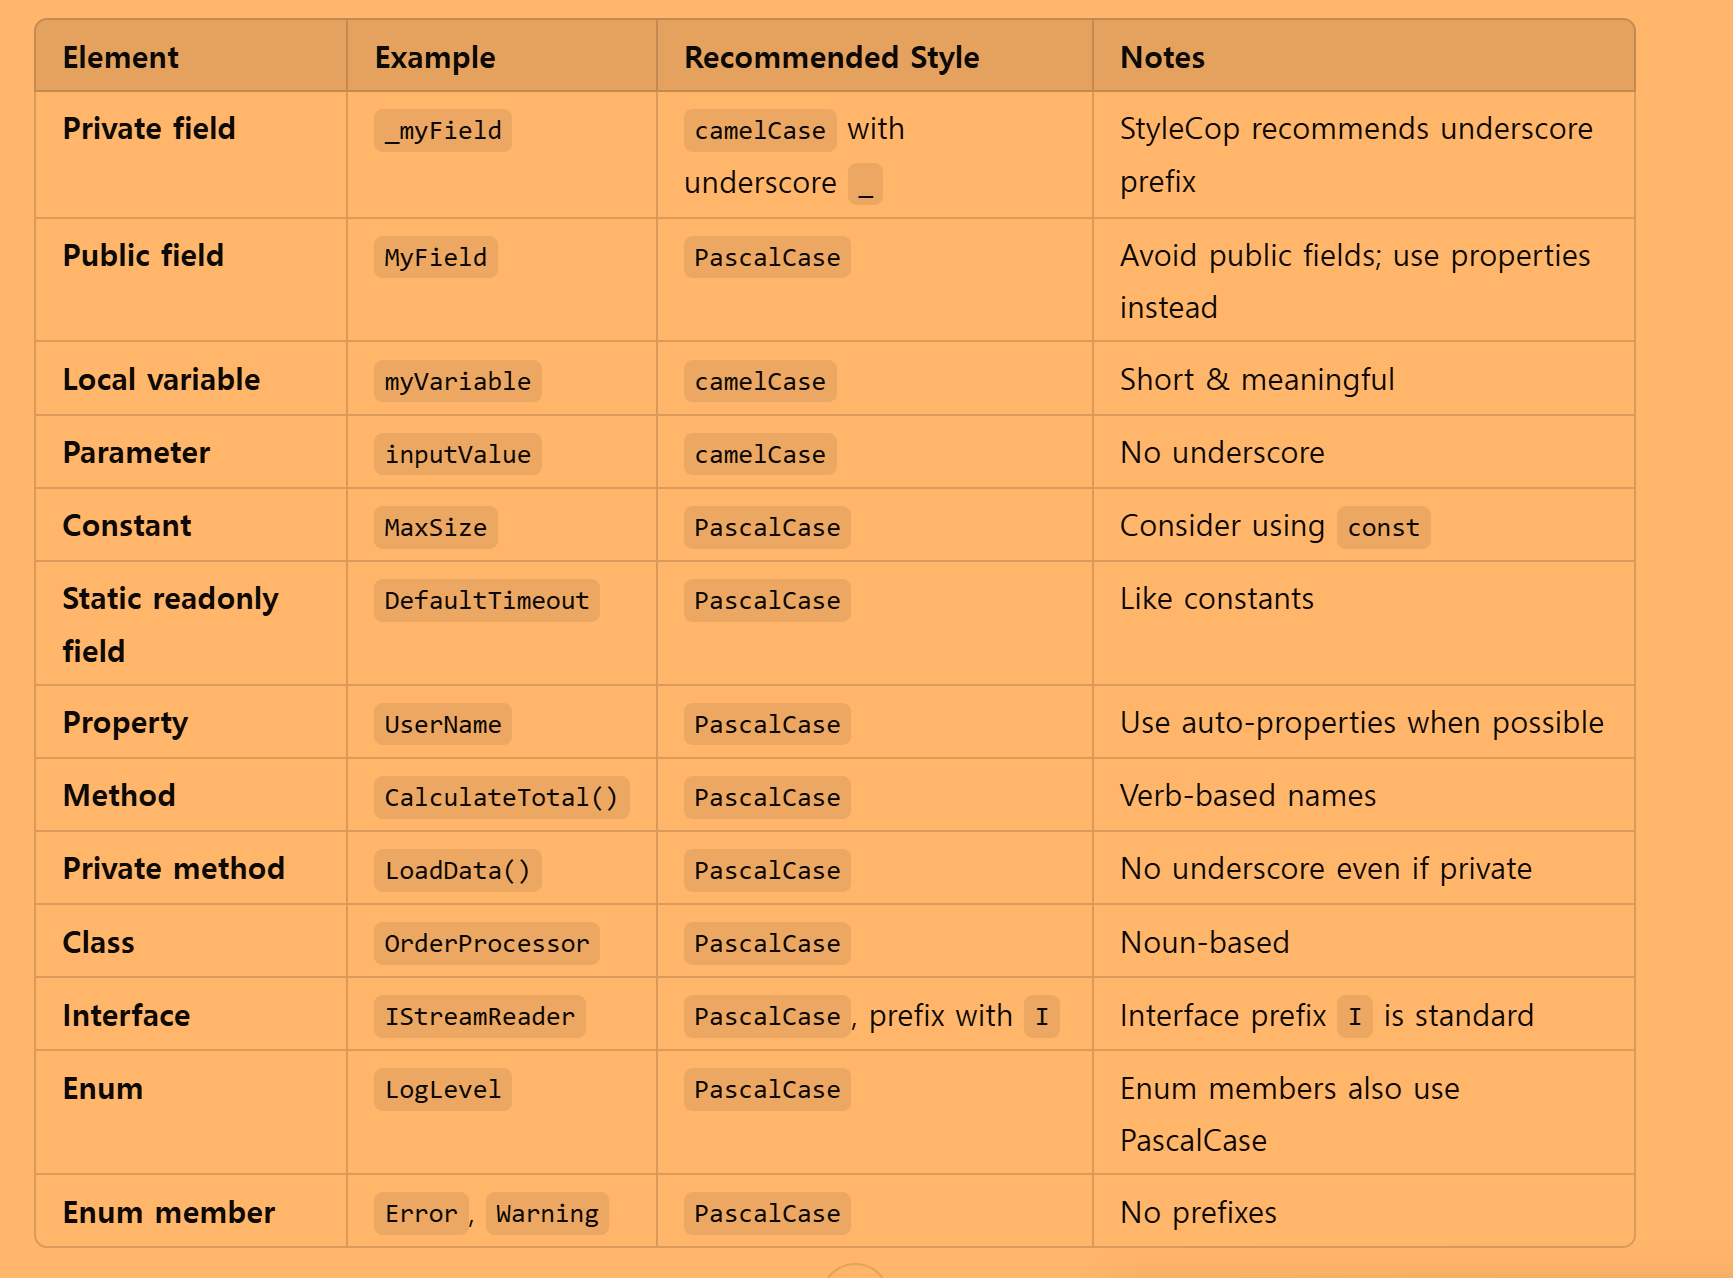 Element Example Recommended Style Notes
Private field _myField camelCase with StyleCop recommends underscore
underscore _ prefix
Public field MyField PascalCase Avoid public fields; use properties
instead
Local variable myVariable camelCase Short & meaningful
Parameter inputValue camelCase No underscore
Constant MaxSize PascalCase Consider using const
Static readonly DefaultTimeout PascalCase Like constants
field
Property UserName PascalCase Use auto-properties when possible
Method CalculateTotal() PascalCase Verb-based names
Private method LoadData() PascalCase No underscore even if private
Class OrderProcessor PascalCase Noun-based
Interface IStreamReader PascalCase, prefix with I Interface prefix I is standard
Enum LogLevel PascalCase Enum members also use
PascalCase
Enum member Error, Warning PascalCase No prefixes